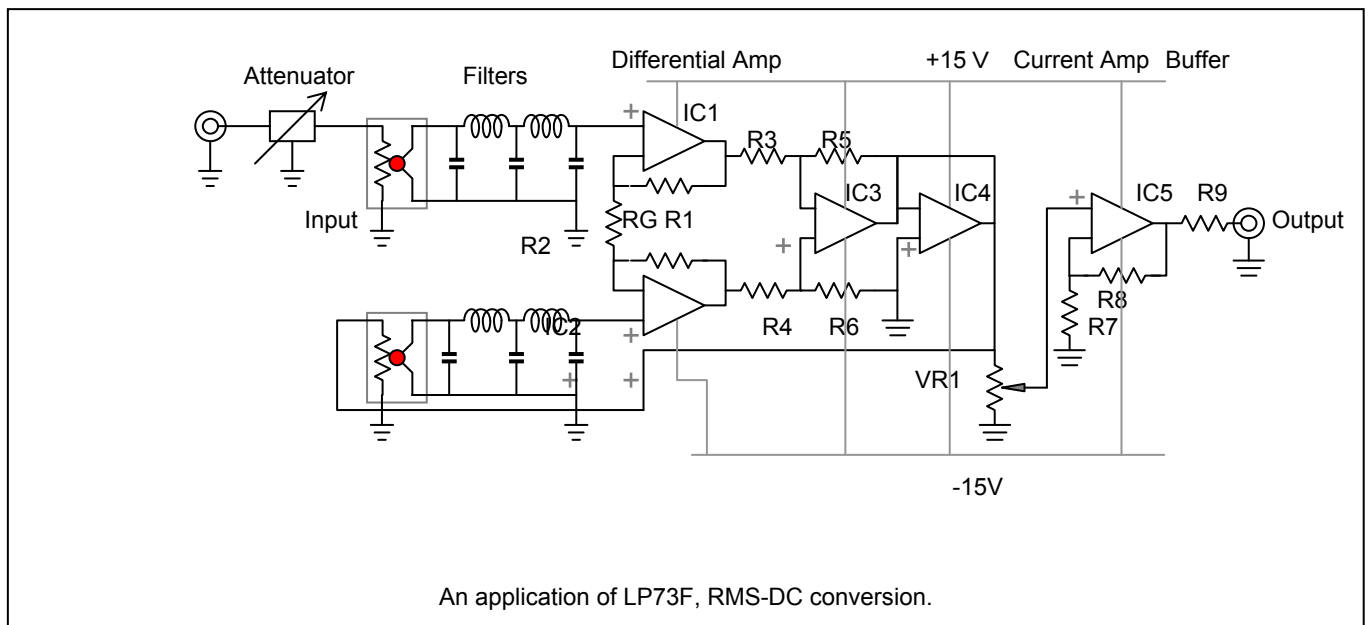 Differential Amp +15 V Current Amp Buffer
Attenuator Filters
+ IC1
R3 R5
IC3 IC4 + IC5 R9
Input RG R1 Output
R2 + +
R8
IC2 R4 R6 R7
+
+ + VR1
-15V
An application of LP73F, RMS-DC conversion.